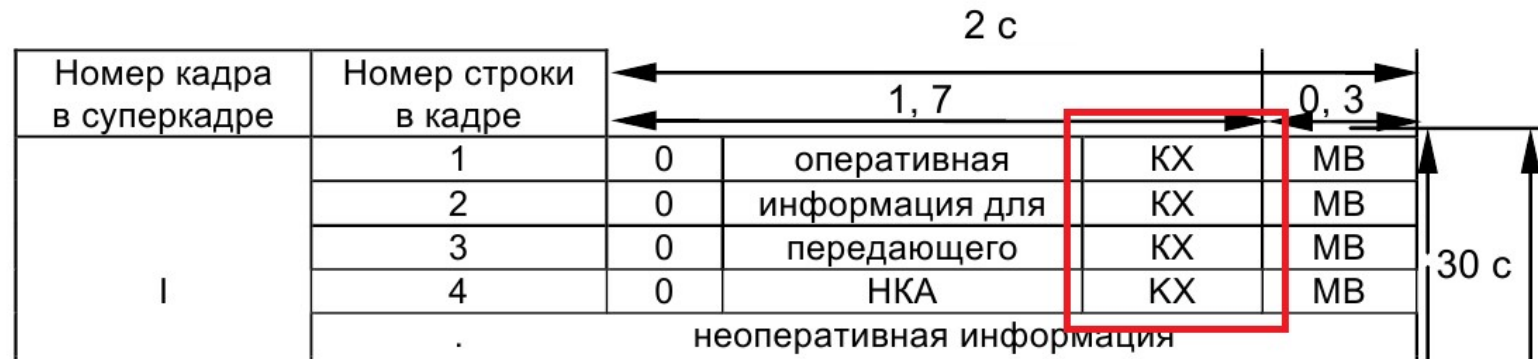 2 с
Номер кадра в суперкадре Номер строки в кадре 1, 7 0, 3
1 0 оперативная КХ МВ
2 0 информация для КХ МВ
3 0 передающего КХ МВ
I 4 0 НКА КХ МВ
30 с
. неоперативная информация